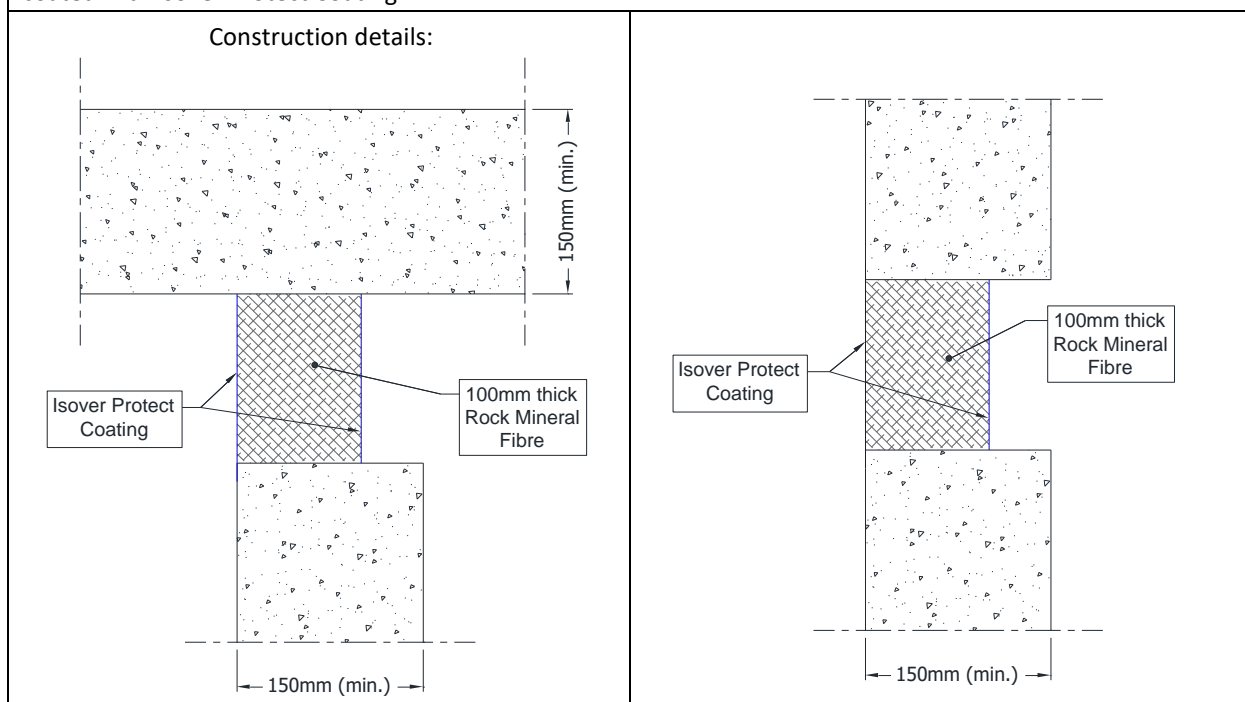 Construction details:
150mm (min.)
Isover Protect
Coating
100mm thick
Rock Mineral
Fibre
150mm (min.)
Isover Protect
Coating
100mm thick
Rock Mineral
Fibre
150mm (min.)